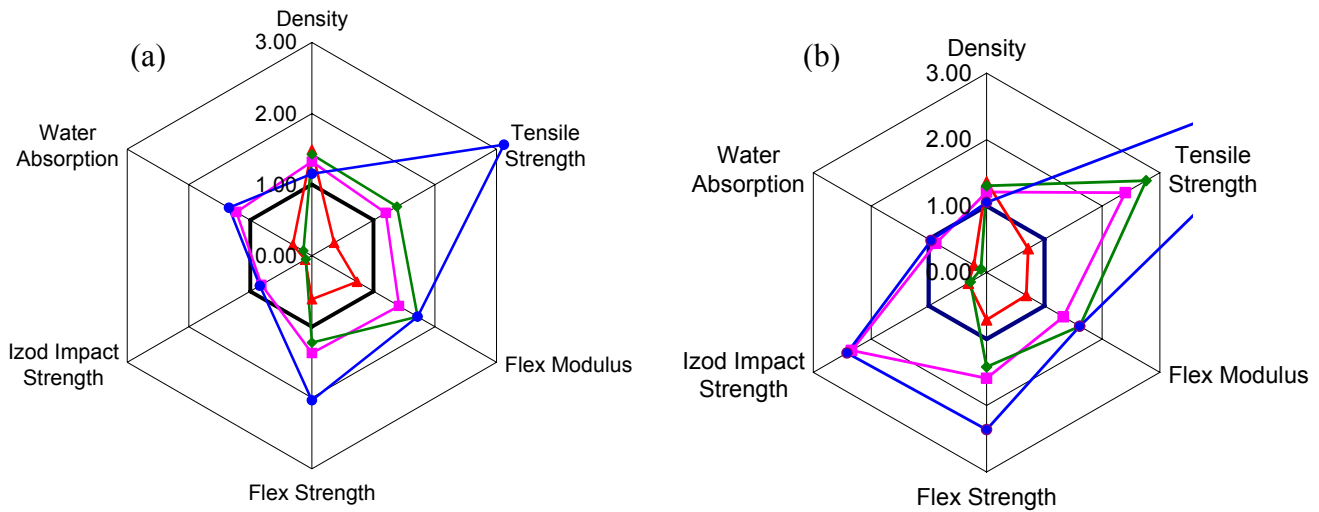 (a)
Density
3.00
2.00
1.00
0.00
Tensile
Strength
Flex Modulus
Flex Strength
Izod Impact
Strength
Water
Absorption
(b)
Density
3.00
2.00
1.00
0.00
Tensile
Strength
Flex Modulus
Flex Strength
Izod Impact
Strength
Water
Absorption